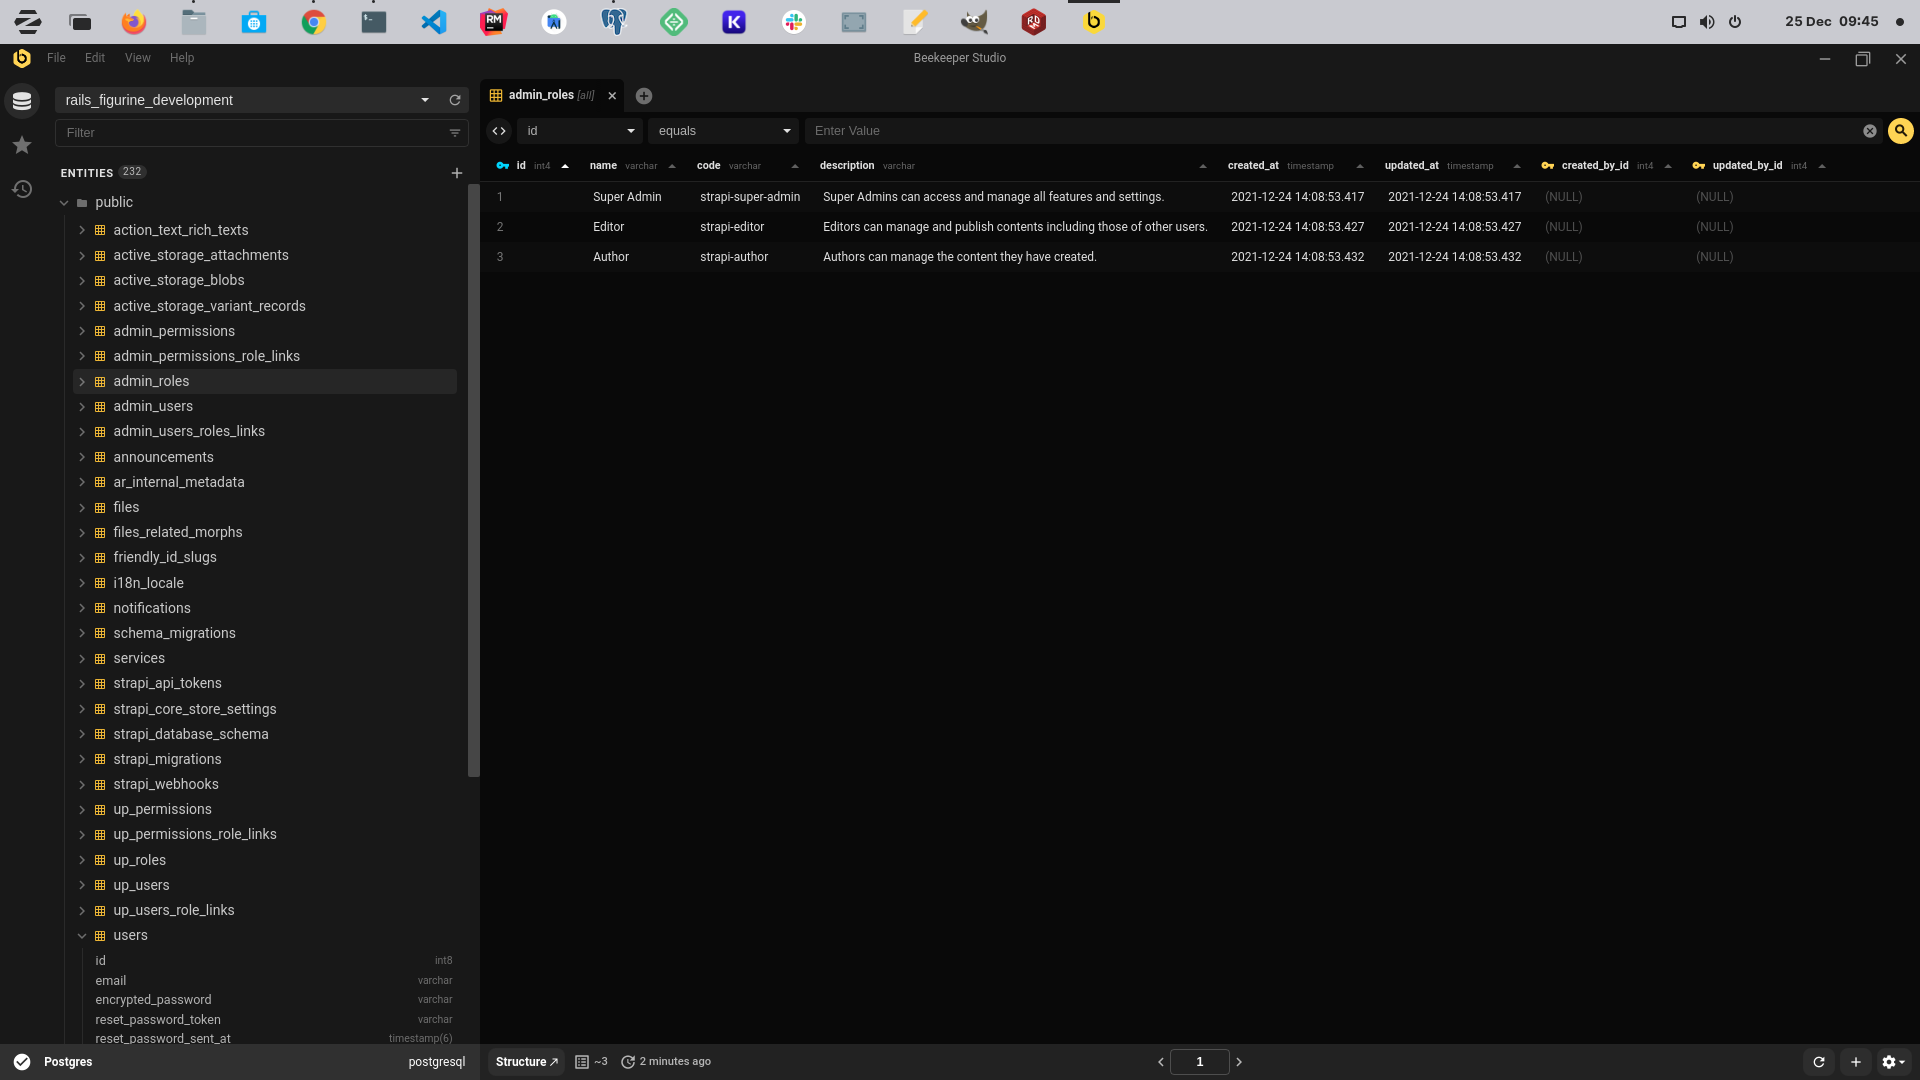 RM
K
25 Dec 09:45
File Edit View Help
Beekeeper Studio
rails_figurine_development
admin_roles [all]
Filter
id equals Enter Value
ENTITIES 232
id int4 name varchar code varchar description varchar created_at timestamp updated_at timestamp created_by_id int4 updated_by_id int4
1 Super Admin strapi-super-admin Super Admins can access and manage all features and settings. 2021-12-24 14:08:53.417 2021-12-24 14:08:53.417 (NULL) (NULL)
2 Editor strapi-editor Editors can manage and publish contents including those of other users. 2021-12-24 14:08:53.427 2021-12-24 14:08:53.427 (NULL) (NULL)
3 Author strapi-author Authors can manage the content they have created. 2021-12-24 14:08:53.432 2021-12-24 14:08:53.432 (NULL) (NULL)
public
action_text_rich_texts
active_storage_attachments
active_storage_blobs
active_storage_variant_records
admin_permissions
admin_permissions_role_links
admin_roles
admin_users
admin_users_roles_links
announcements
ar_internal_metadata
files
files_related_morphs
friendly_id_slugs
i18n_locale
notifications
schema_migrations
services
strapi_api_tokens
strapi_core_store_settings
strapi_database_schema
strapi_migrations
strapi_webhooks
up_permissions
up_permissions_role_links
up_roles
up_users
up_users_role_links
users
id int8
email varchar
encrypted_password varchar
reset_password_token varchar
reset_password_sent_at timestamp(6)
Postgres postgresql
Structure ~3 2 minutes ago 1